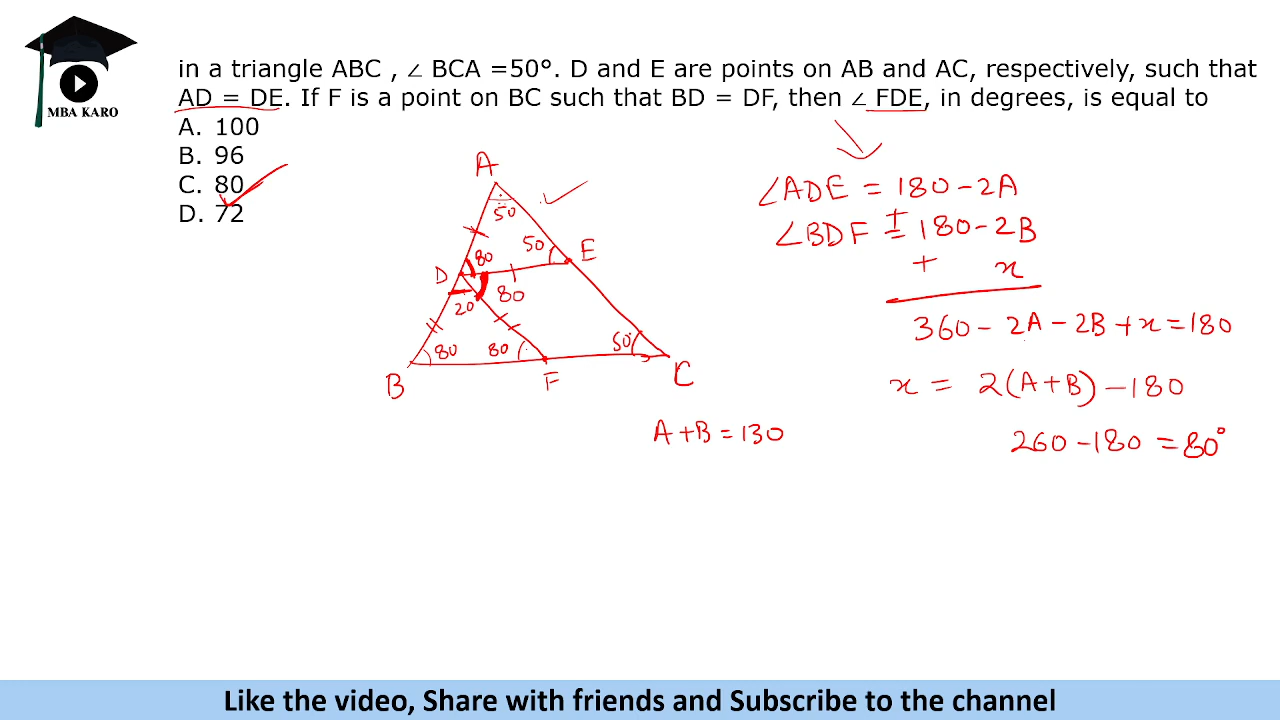 MBA KARO
in a triangle ABC , ∠ BCA =50°. D and E are points on AB and AC, respectively, such that
AD = DE. If F is a point on BC such that BD = DF, then ∠ FDE, in degrees, is equal to
A. 100
B. 96
C. 80
D. 72
A
50
50
E
D
80
80
20
80
80
50
B
F
C
A+B = 130
∠ADE = 180-2A
∠BDF = 180-2B
+ x
360 - 2A - 2B + x = 180
x = 2(A+B) - 180
260 - 180 = 80°
Like the video, Share with friends and Subscribe to the channel